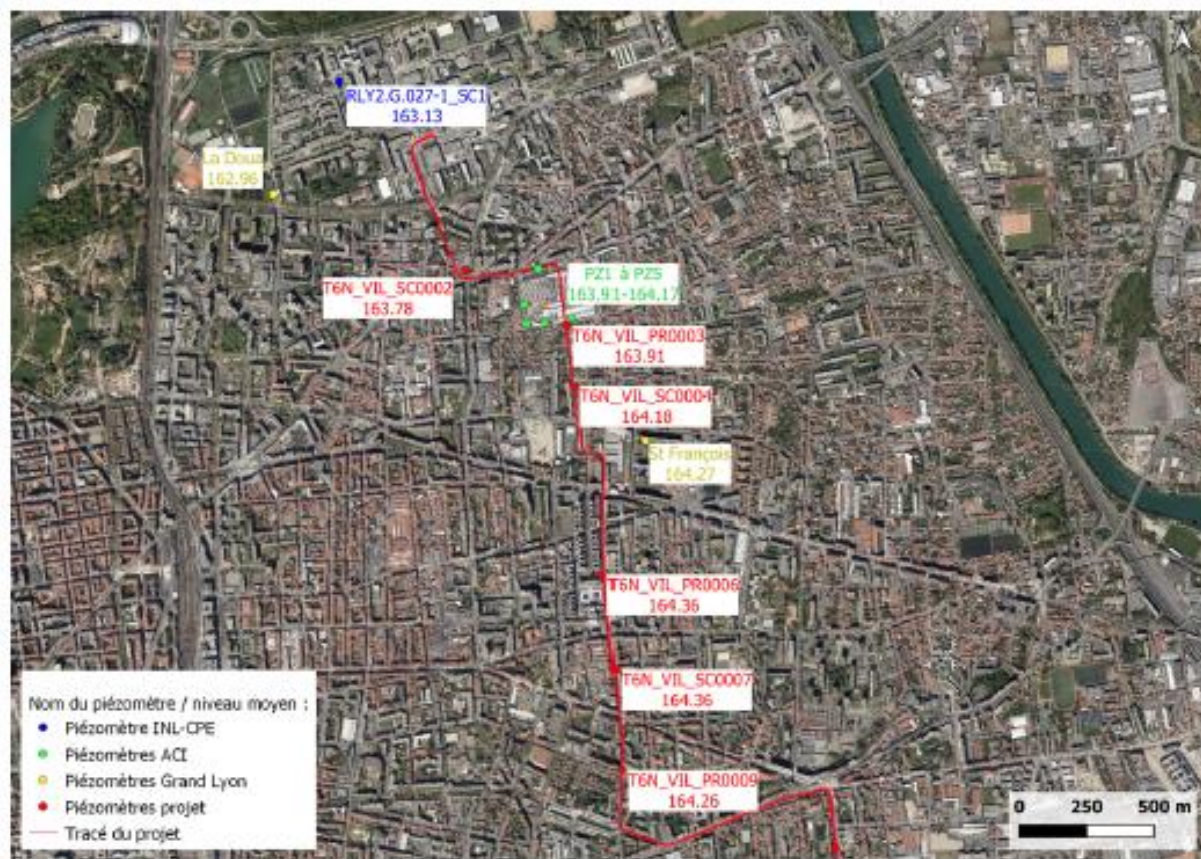 RLY2.G.027-1_SC1
163.13
La Doua
162.96
T6N_VIL_SC0002
163.78
PZ1 à PZ5
163.91-164.17
T6N_VIL_PR0003
163.91
T6N_VIL_SC0004
164.18
St François
164.27
T6N_VIL_PR0006
164.36
T6N_VIL_SC0007
164.36
T6N_VIL_PR0009
164.26
Nom du piézomètre / niveau moyen :
Piézomètre INL-CPE
Piézomètres ACI
Piézomètres Grand Lyon
Piézomètres projet
Tracé du projet
0 250 500 m